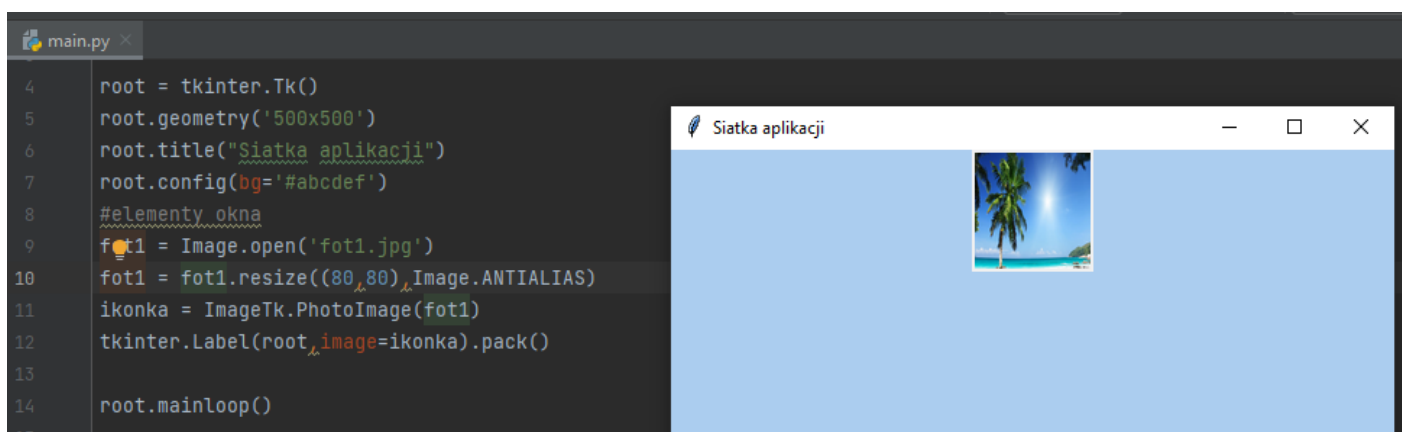 main.py
4 root = tkinter.Tk()
5 root.geometry('500x500')
6 root.title("Siatka aplikacji")
7 root.config(bg='#abcdef')
8 #elementy okna
9 fot1 = Image.open('fot1.jpg')
10 fot1 = fot1.resize((80,80),Image.ANTIALIAS)
11 ikonka = ImageTk.PhotoImage(fot1)
12 tkinter.Label(root,image=ikonka).pack()
13
14 root.mainloop()
Siatka aplikacji